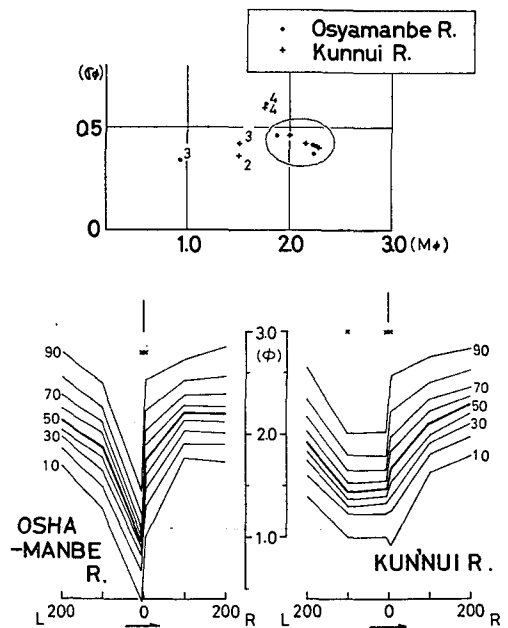 • Osyamanbe R.
+ Kunnui R.
(σφ)
4
4
05
3
3
2
0
1.0
2.0
3.0 (Mφ)
3.0
(Φ)
2.0
1.0
90
70
50
30
10
OSHA
-MANBE
R.
L
200
0
200
R
90
70
50
30
10
KUNNUI R.
L
200
0
200
R